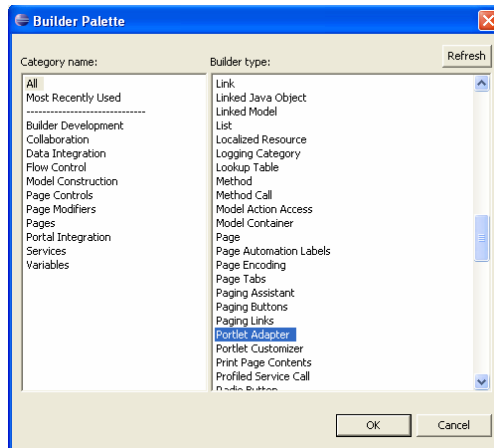 Builder Palette
Category name:
Builder type:
Refresh
All
Most Recently Used
------------------------------
Builder Development
Collaboration
Data Integration
Flow Control
Model Construction
Page Controls
Page Modifiers
Pages
Portal Integration
Services
Variables
Link
Linked Java Object
Linked Model
List
Localized Resource
Logging Category
Lookup Table
Method
Method Call
Model Action Access
Model Container
Page
Page Automation Labels
Page Encoding
Page Tabs
Paging Assistant
Paging Buttons
Paging Links
Portlet Adapter
Portlet Customizer
Print Page Contents
Profiled Service Call
Radio Button
OK
Cancel